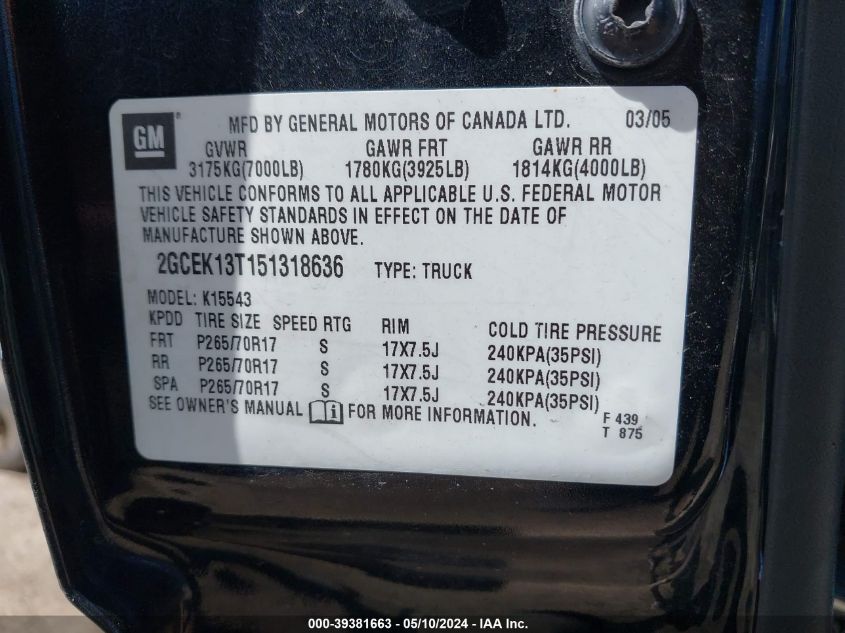 GM
MFD BY GENERAL MOTORS OF CANADA LTD. 03/05
GVWR GAWR FRT GAWR RR
3175KG(7000LB) 1780KG(3925LB) 1814KG(4000LB)
THIS VEHICLE CONFORMS TO ALL APPLICABLE U.S. FEDERAL MOTOR
VEHICLE SAFETY STANDARDS IN EFFECT ON THE DATE OF
MANUFACTURE SHOWN ABOVE.
2GCEK13T151318636 TYPE: TRUCK
MODEL: K15543
KPDD TIRE SIZE SPEED RTG RIM COLD TIRE PRESSURE
FRT P265/70R17 S 17X7.5J 240KPA(35PSI)
RR P265/70R17 S 17X7.5J 240KPA(35PSI)
SPA P265/70R17 S 17X7.5J 240KPA(35PSI)
SEE OWNER'S MANUAL FOR MORE INFORMATION.
F 439
T 875
000-39381663 - 05/10/2024 - IAA Inc.